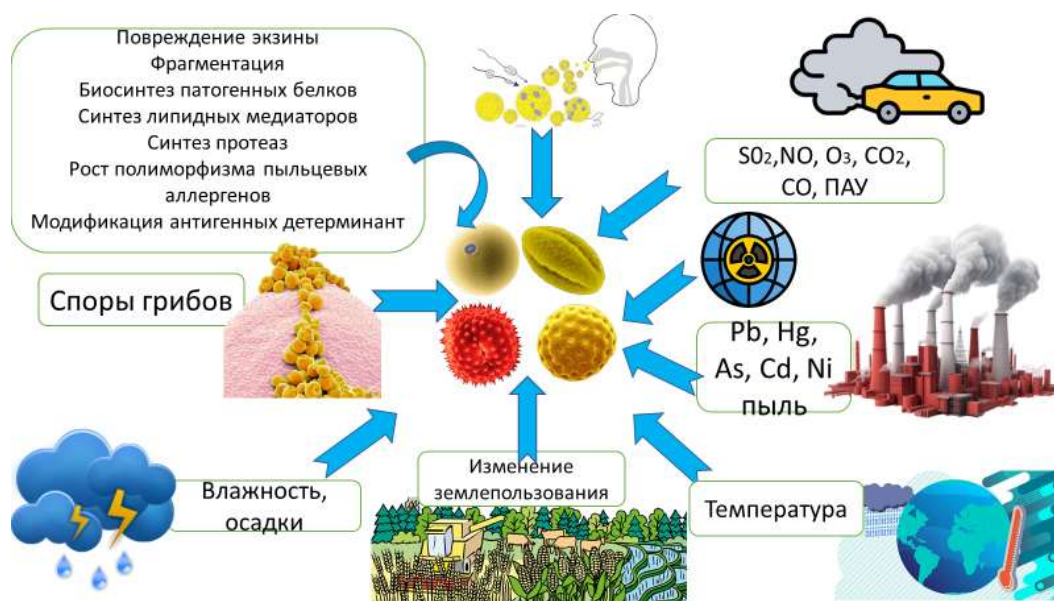 Повреждение экзины
Фрагментация
Биосинтез патогенных белков
Синтез липидных медиаторов
Синтез протеаз
Рост полиморфизма пыльцевых
аллергенов
Модификация антигенных детерминант
S0₂,NO, O₃, CO₂,
CO, ПАУ
Споры грибов
Pb, Hg,
As, Cd, Ni
пыль
Влажность,
осадки
Изменение
землепользования
Температура